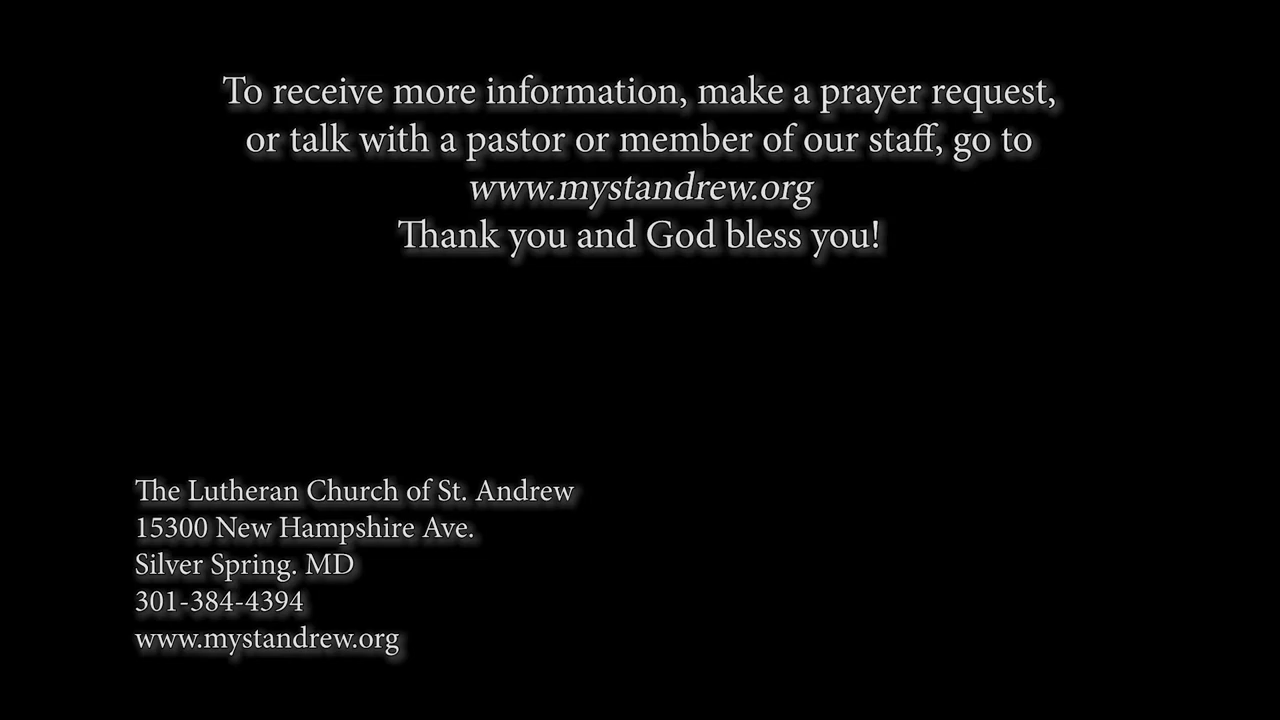 To receive more information, make a prayer request,
or talk with a pastor or member of our staff, go to
www.mystandrew.org
Thank you and God bless you!
The Lutheran Church of St. Andrew
15300 New Hampshire Ave.
Silver Spring. MD
301-384-4394
www.mystandrew.org